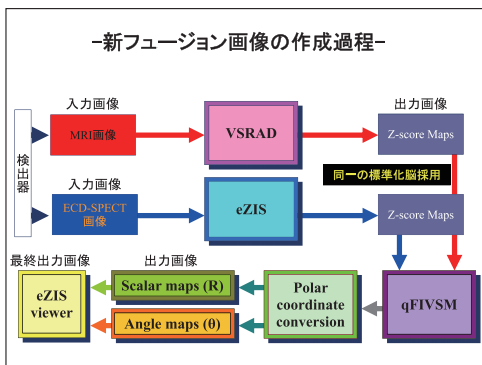 -新フュージョン画像の作成過程-
入力画像
出力画像
検出器
MRI画像
VSRAD
Z-score Maps
同一の標準化脳採用
入力画像
ECD-SPECT
画像
eZIS
Z-score Maps
最終出力画像
出力画像
eZIS
viewer
Scalar maps (R)
Angle maps (θ)
Polar
coordinate
conversion
qFIVSM